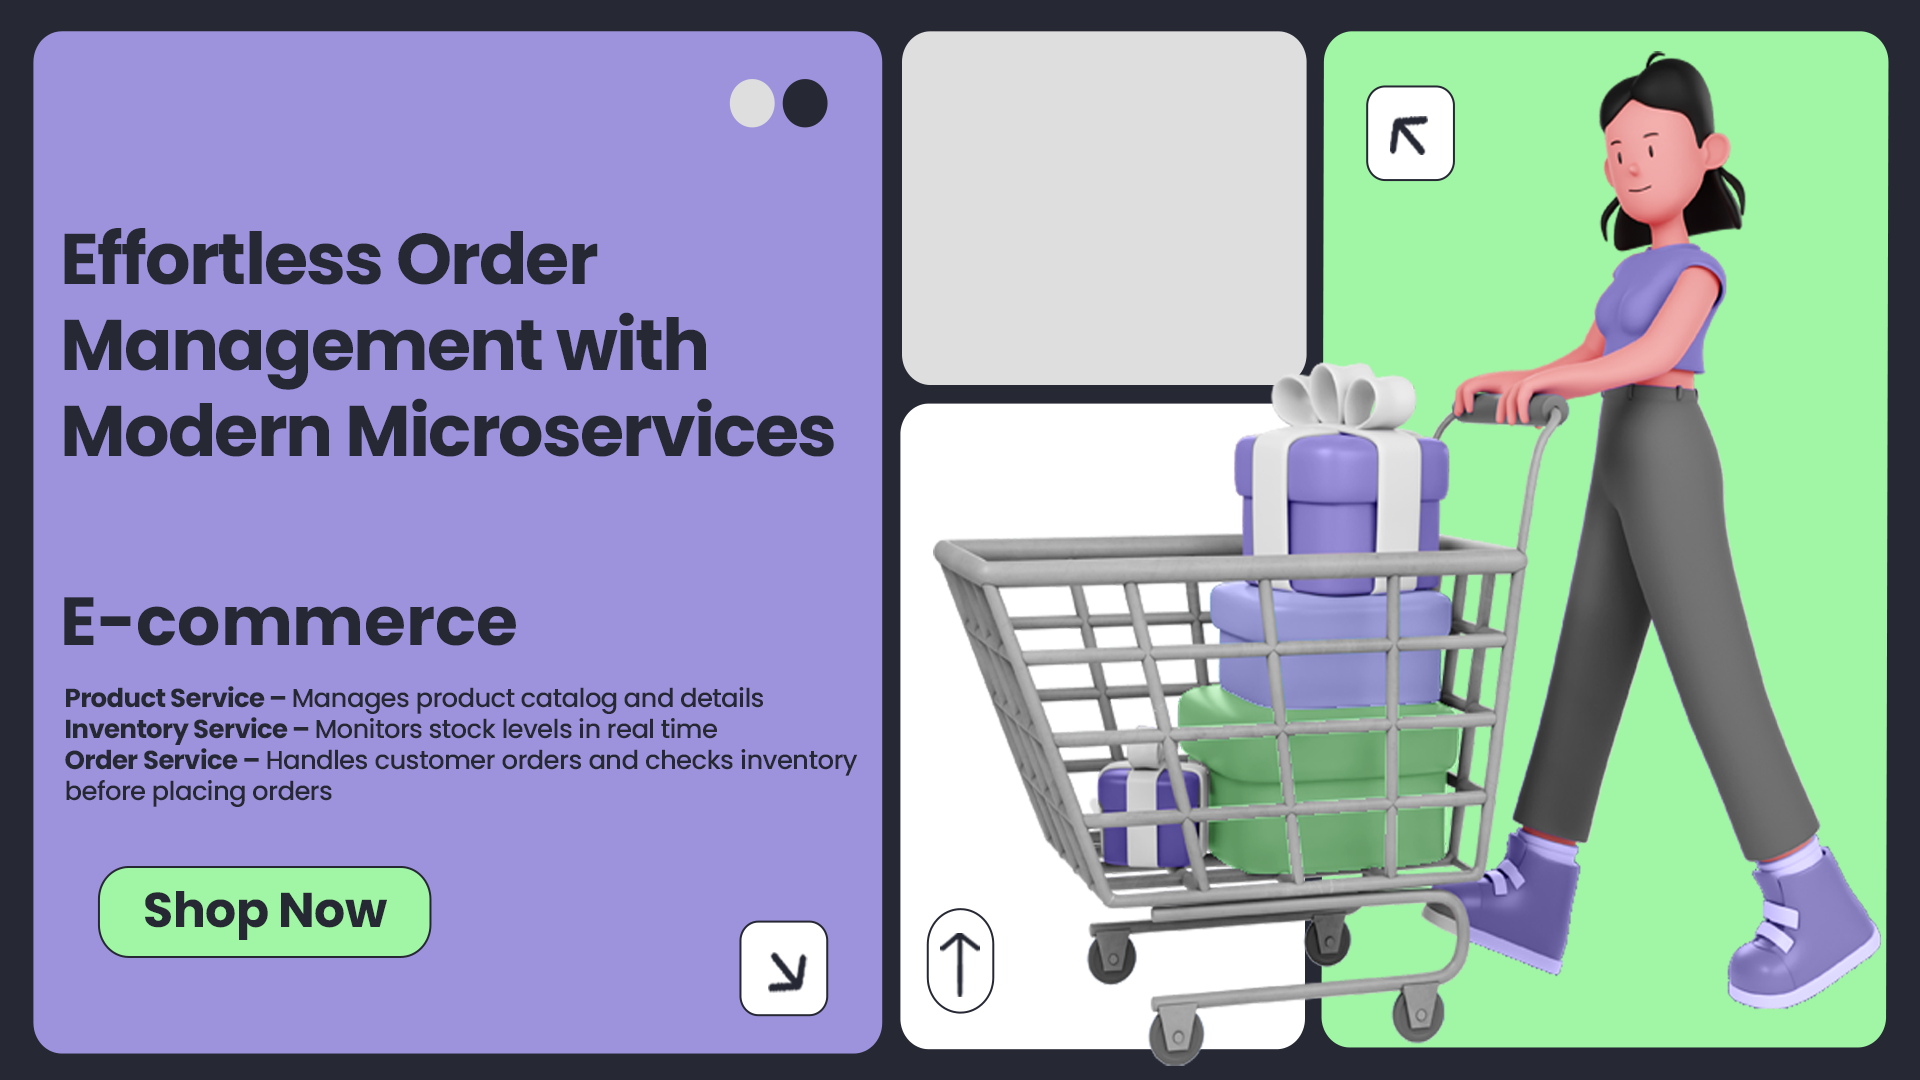 Effortless Order
Management with
Modern Microservices
E-commerce
Product Service – Manages product catalog and details
Inventory Service – Monitors stock levels in real time
Order Service – Handles customer orders and checks inventory
before placing orders
Shop Now